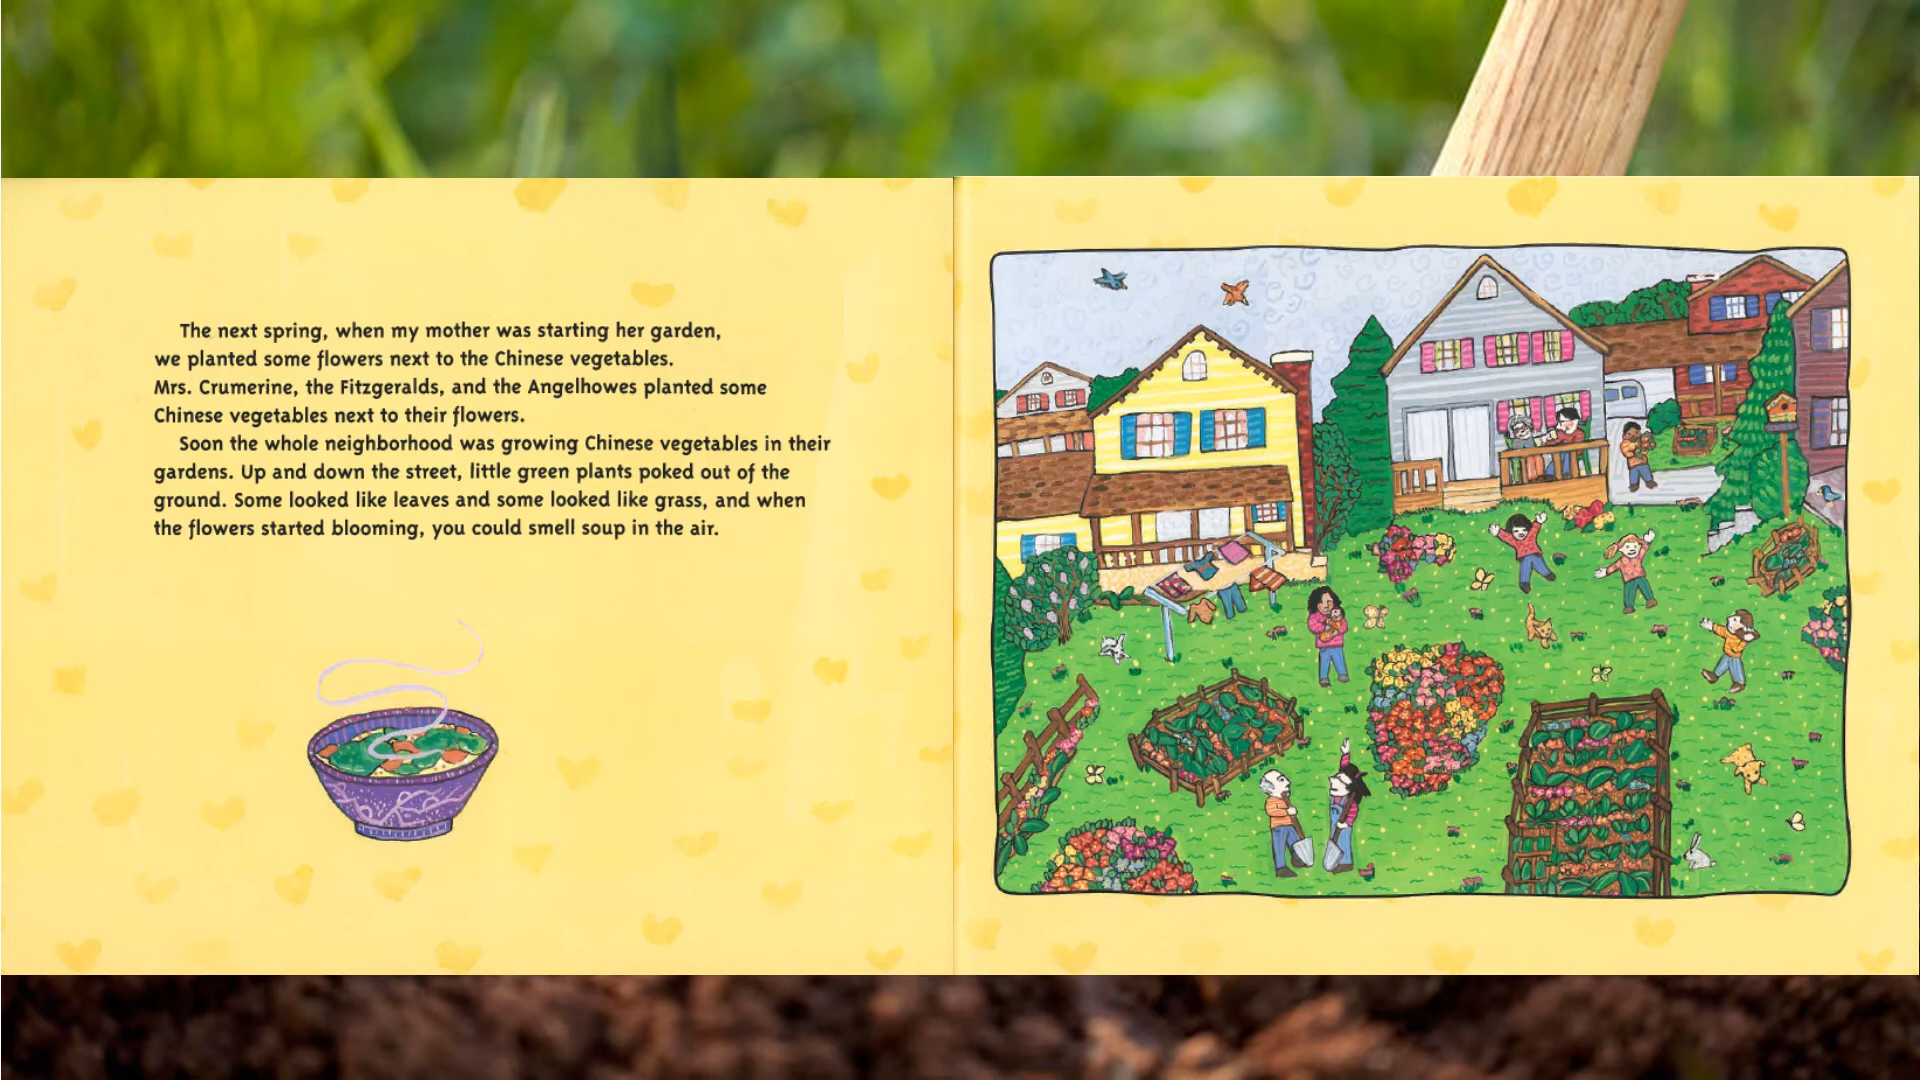 The next spring, when my mother was starting her garden,
we planted some flowers next to the Chinese vegetables.
Mrs. Crumerine, the Fitzgeralds, and the Angelhowes planted some
Chinese vegetables next to their flowers.
Soon the whole neighborhood was growing Chinese vegetables in their
gardens. Up and down the street, little green plants poked out of the
ground. Some looked like leaves and some looked like grass, and when
the flowers started blooming, you could smell soup in the air.